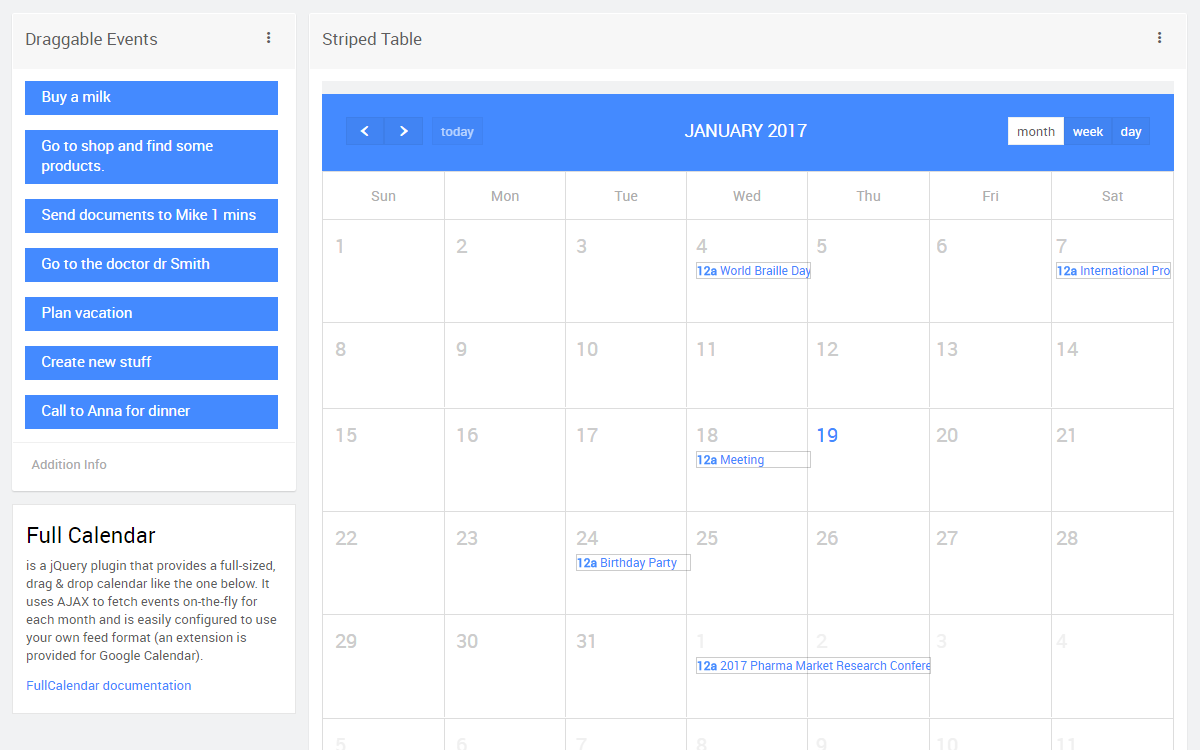 Draggable Events
Buy a milk
Go to shop and find some
products.
Send documents to Mike 1 mins
Go to the doctor dr Smith
Plan vacation
Create new stuff
Call to Anna for dinner
Addition Info
Full Calendar
is a jQuery plugin that provides a full-sized,
drag & drop calendar like the one below. It
uses AJAX to fetch events on-the-fly for
each month and is easily configured to use
your own feed format (an extension is
provided for Google Calendar).
FullCalendar documentation
Striped Table
today JANUARY 2017 month week day
Sun Mon Tue Wed Thu Fri Sat
1 2 3 4 5 6 7
12a World Braille Day 12a International Pro
8 9 10 11 12 13 14
15 16 17 18 19 20 21
12a Meeting
22 23 24 25 26 27 28
12a Birthday Party
29 30 31 1 2 3 4
12a 2017 Pharma Market Research Confere
5 6 7 8 9 10 11